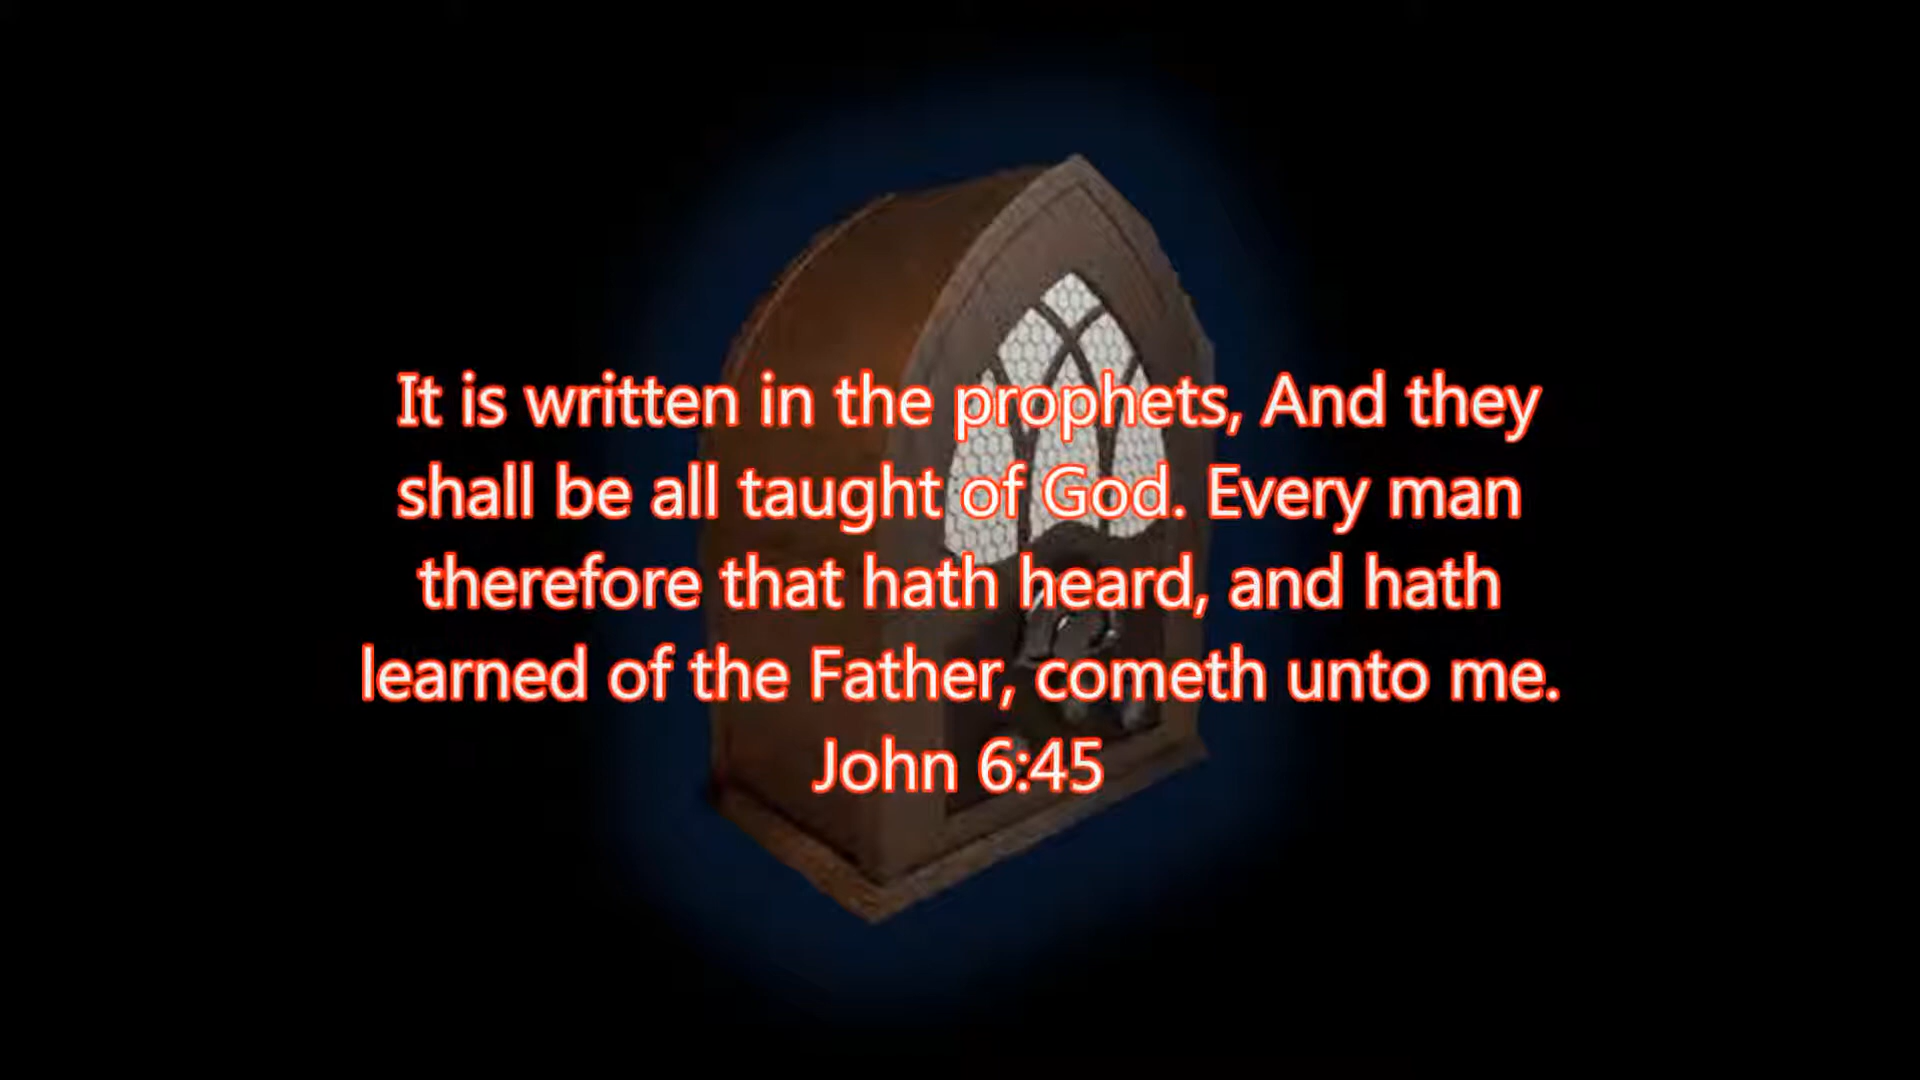 It is written in the prophets, And they
shall be all taught of God. Every man
therefore that hath heard, and hath
learned of the Father, cometh unto me.
John 6:45